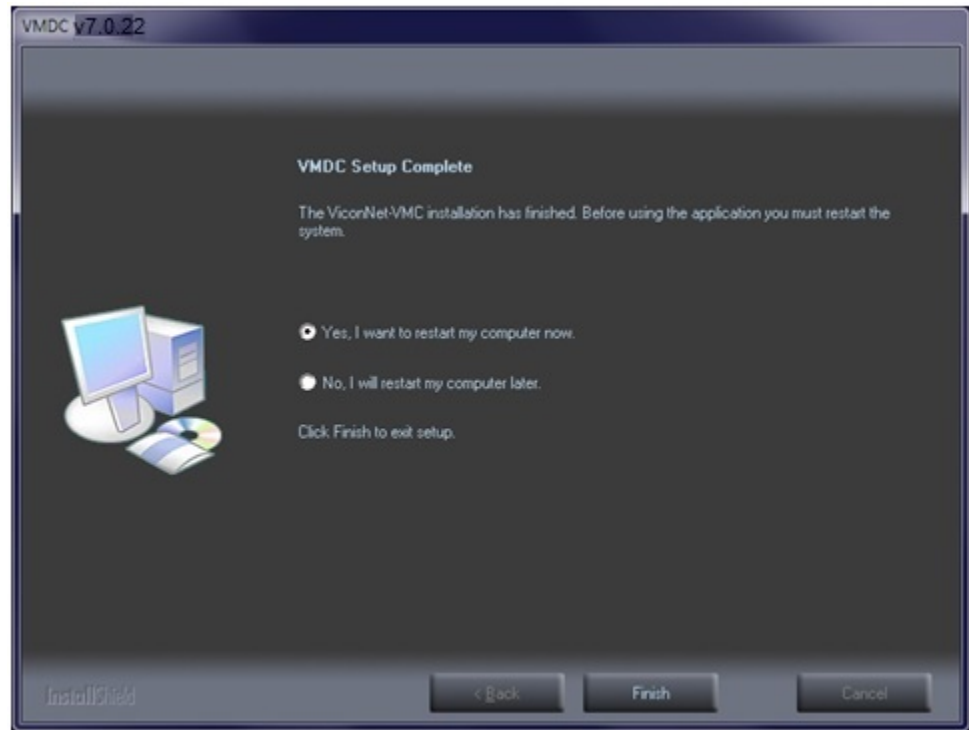 VMDC v7.0.22
VMDC Setup Complete
The ViconNet-VMC installation has finished. Before using the application you must restart the
system.
Yes, I want to restart my computer now.
No, I will restart my computer later.
Click Finish to exit setup.
InstallShield
< Back
Finish
Cancel